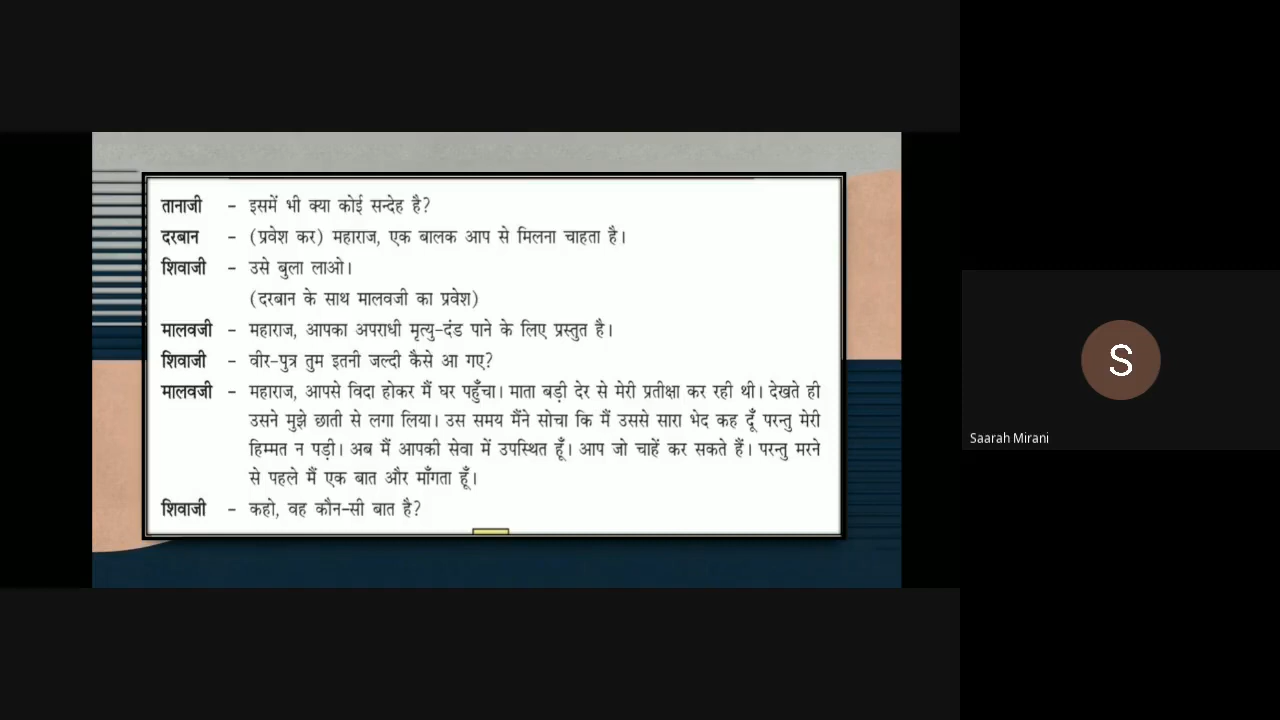 तानाजी – इसमें भी क्या कोई सन्देह है?
दरबान – (प्रवेश कर) महाराज, एक बालक आप से मिलना चाहता है।
शिवाजी – उसे बुला लाओ।
(दरबान के साथ मालवजी का प्रवेश)
मालवजी – महाराज, आपका अपराधी मृत्यु-दंड पाने के लिए प्रस्तुत है।
शिवाजी – वीर-पुत्र तुम इतनी जल्दी कैसे आ गए?
मालवजी – महाराज, आपसे विदा होकर मैं घर पहुँचा। माता बड़ी देर से मेरी प्रतीक्षा कर रही थी। देखते ही
उसने मुझे छाती से लगा लिया। उस समय मैंने सोचा कि मैं उससे सारा भेद कह दूँ परन्तु मेरी
हिम्मत न पड़ी। अब मैं आपकी सेवा में उपस्थित हूँ। आप जो चाहें कर सकते हैं। परन्तु मरने
से पहले मैं एक बात और माँगता हूँ।
शिवाजी – कहो, वह कौन-सी बात है?
S
Saarah Mirani